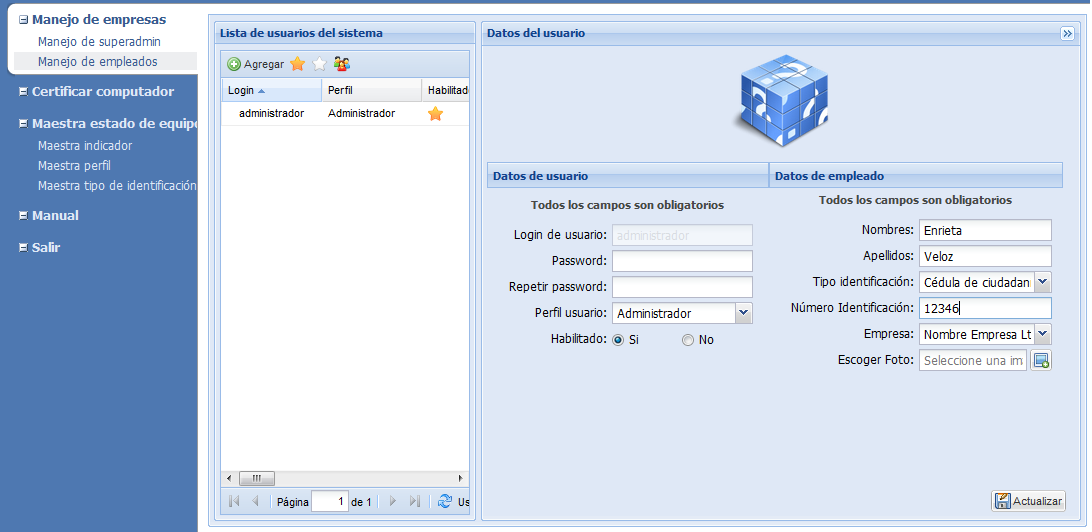 Manejo de empresas
Manejo de superadmin
Manejo de empleados
Certificar computador
Maestra estado de equipo
Maestra indicador
Maestra perfil
Maestra tipo de identificación
Manual
Salir
Lista de usuarios del sistema
Agregar
Login Perfil Habilitado
administrador Administrador
Página 1 de 1 Us
Datos del usuario
Datos de usuario
Todos los campos son obligatorios
Login de usuario: administrador
Password:
Repetir password:
Perfil usuario: Administrador
Habilitado: Si No
Datos de empleado
Todos los campos son obligatorios
Nombres: Enrieta
Apellidos: Veloz
Tipo identificación: Cédula de ciudadan
Número Identificación: 12346
Empresa: Nombre Empresa Lt
Escoger Foto: Seleccione una im
Actualizar